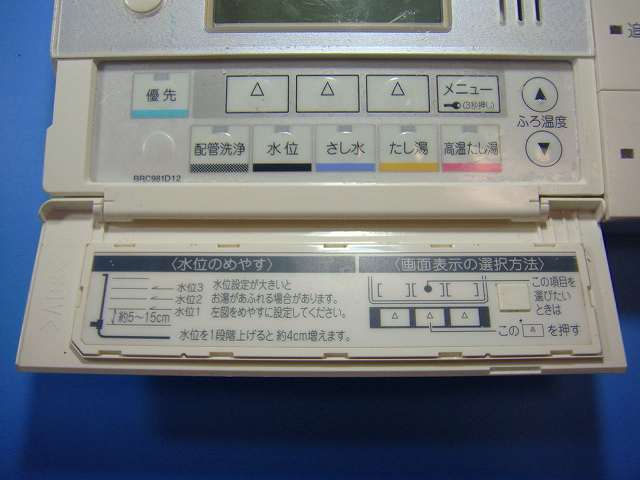 追
優先
△ △ △
メニュー
(3秒押し)
▲
ふろ温度
▼
配管洗浄 水位 さし水 たし湯 高温たし湯
BRC981D12
〈水位のめやす〉
水位3
水位2
水位1
約5～15cm
水位設定が大きいと
お湯があふれる場合があります。
左図をめやすに設定してください。
水位を1段階上げると 約4cm増えます。
〈画面表示の選択方法〉
[ ] [●] [ ]
△ △ △
この項目を
選びたい
ときは
この △ を押す
PVC